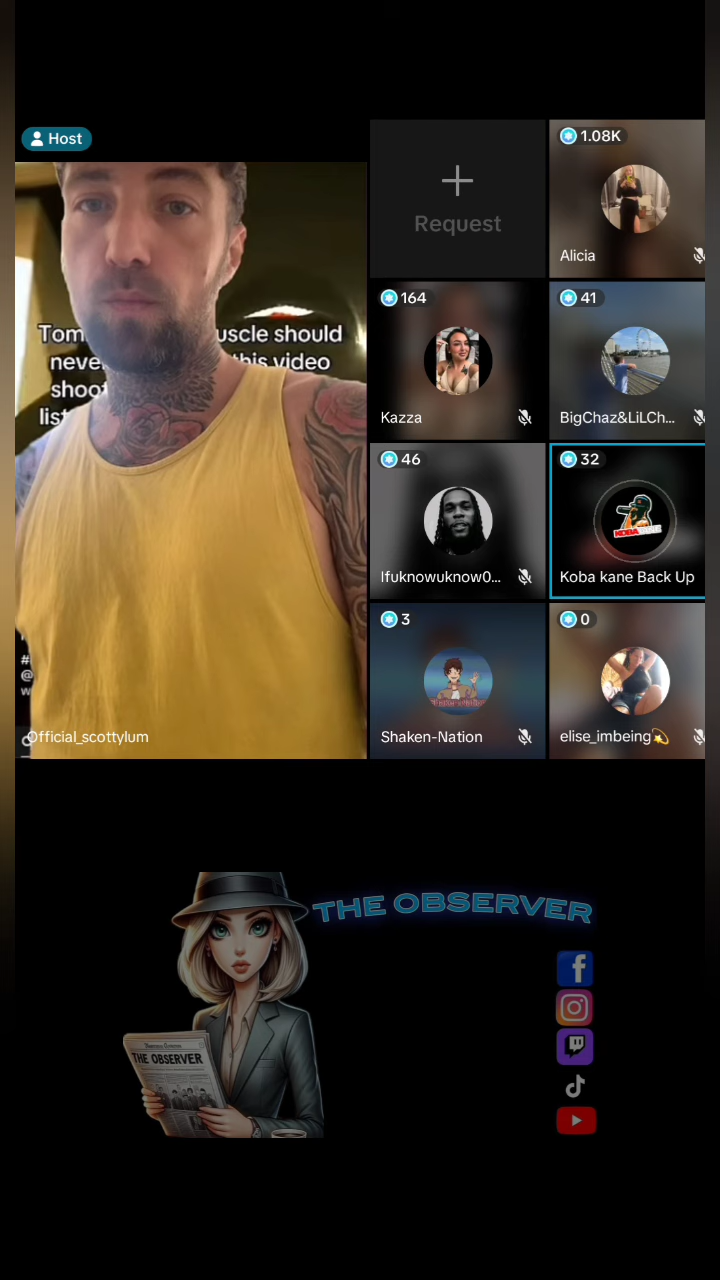 Host
Tom uscle should
neve this video
shoo
list
#
@
w
Official_scottylum
Request
1.08K
Alicia
164
Kazza
41
BigChaz&LiLCh...
46
Ifuknowuknow0...
32
KOBA
Koba kane Back Up
3
Shaken-Nation
0
elise_imbeing💫
THE OBSERVER
THE OBSERVER